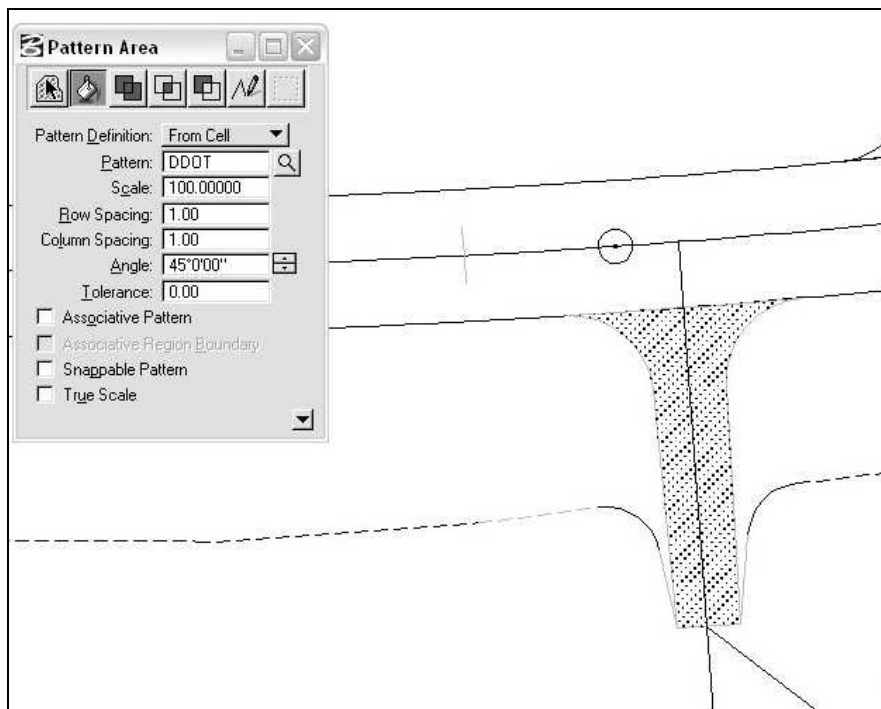 Pattern Area
Pattern Definition: From Cell
Pattern: DDOT
Scale: 100.00000
Row Spacing: 1.00
Column Spacing: 1.00
Angle: 45°0'00"
Tolerance: 0.00
Associative Pattern
Associative Region Boundary
Snappable Pattern
True Scale